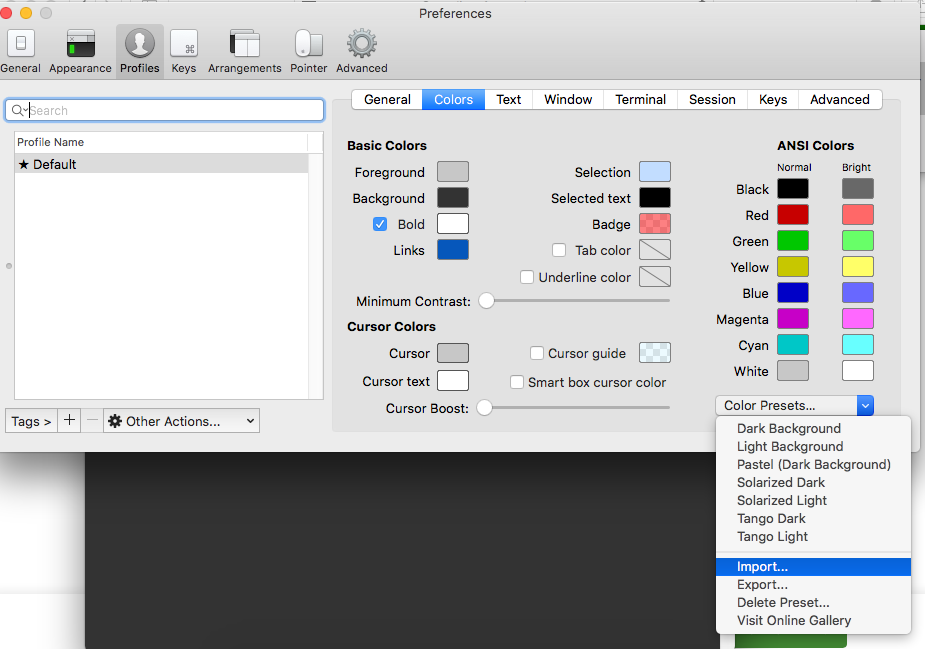 Preferences
General Appearance Profiles Keys Arrangements Pointer Advanced
Search
Profile Name
★ Default
Tags > + — Other Actions...
General Colors Text Window Terminal Session Keys Advanced
Basic Colors
Foreground
Background
Bold
Links
Selection
Selected text
Badge
Tab color
Underline color
Minimum Contrast:
Cursor Colors
Cursor
Cursor text
Cursor guide
Smart box cursor color
Cursor Boost:
ANSI Colors
Normal Bright
Black
Red
Green
Yellow
Blue
Magenta
Cyan
White
Color Presets...
Dark Background
Light Background
Pastel (Dark Background)
Solarized Dark
Solarized Light
Tango Dark
Tango Light
Import...
Export...
Delete Preset...
Visit Online Gallery